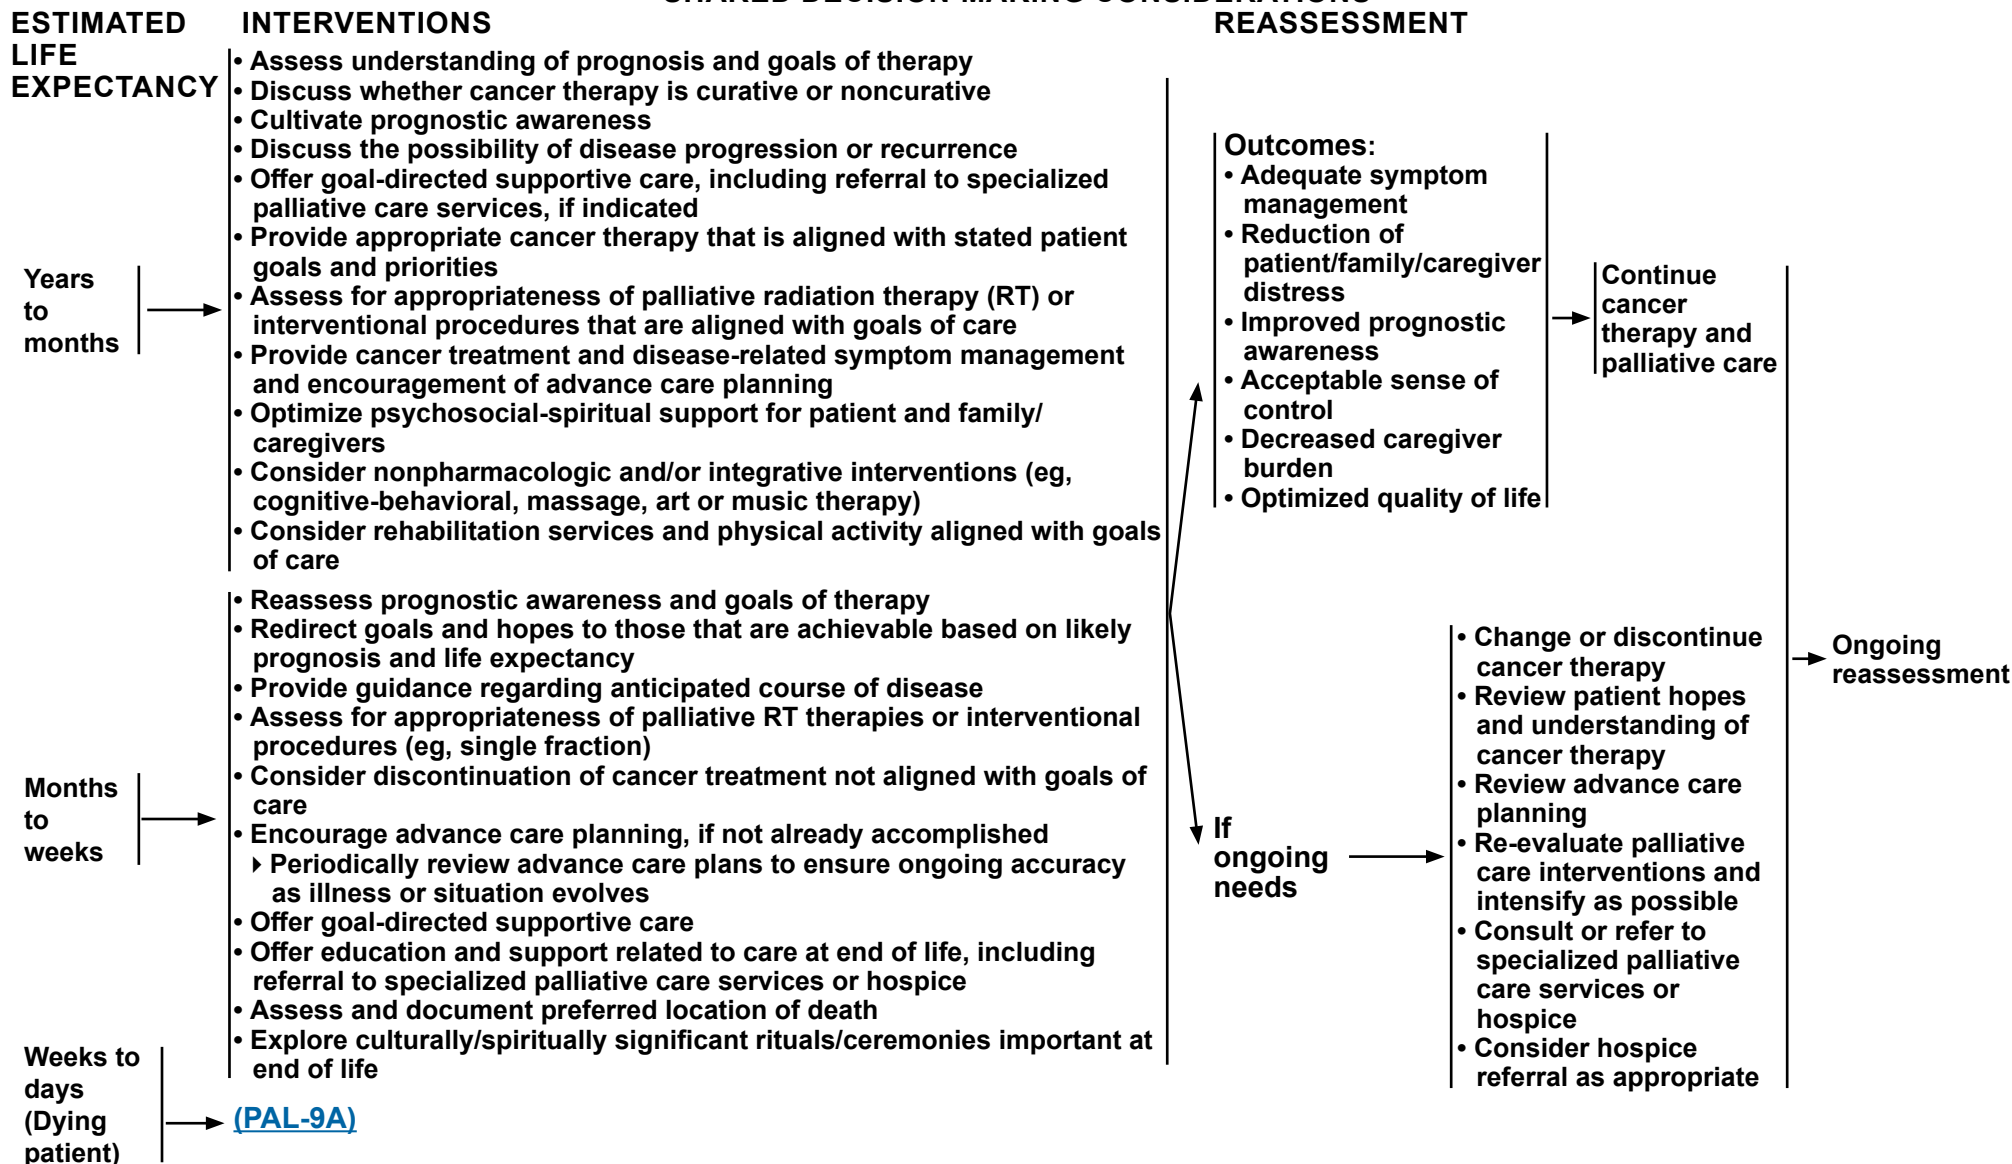 SHARED DECISION-MAKING CONSIDERATIONS
ESTIMATED
LIFE
EXPECTANCY
INTERVENTIONS
REASSESSMENT
Years
to
months
• Assess understanding of prognosis and goals of therapy
• Discuss whether cancer therapy is curative or noncurative
• Cultivate prognostic awareness
• Discuss the possibility of disease progression or recurrence
• Offer goal-directed supportive care, including referral to specialized
palliative care services, if indicated
• Provide appropriate cancer therapy that is aligned with stated patient
goals and priorities
• Assess for appropriateness of palliative radiation therapy (RT) or
interventional procedures that are aligned with goals of care
• Provide cancer treatment and disease-related symptom management
and encouragement of advance care planning
• Optimize psychosocial-spiritual support for patient and family/
caregivers
• Consider nonpharmacologic and/or integrative interventions (eg,
cognitive-behavioral, massage, art or music therapy)
• Consider rehabilitation services and physical activity aligned with goals
of care
Months
to
weeks
• Reassess prognostic awareness and goals of therapy
• Redirect goals and hopes to those that are achievable based on likely
prognosis and life expectancy
• Provide guidance regarding anticipated course of disease
• Assess for appropriateness of palliative RT therapies or interventional
procedures (eg, single fraction)
• Consider discontinuation of cancer treatment not aligned with goals of
care
• Encourage advance care planning, if not already accomplished
▸ Periodically review advance care plans to ensure ongoing accuracy
as illness or situation evolves
• Offer goal-directed supportive care
• Offer education and support related to care at end of life, including
referral to specialized palliative care services or hospice
• Assess and document preferred location of death
• Explore culturally/spiritually significant rituals/ceremonies important at
end of life
Weeks to
days
(Dying
patient)
(PAL-9A)
Outcomes:
• Adequate symptom
management
• Reduction of
patient/family/caregiver
distress
• Improved prognostic
awareness
• Acceptable sense of
control
• Decreased caregiver
burden
• Optimized quality of life
Continue
cancer
therapy and
palliative care
If
ongoing
needs
• Change or discontinue
cancer therapy
• Review patient hopes
and understanding of
cancer therapy
• Review advance care
planning
• Re-evaluate palliative
care interventions and
intensify as possible
• Consult or refer to
specialized palliative
care services or
hospice
• Consider hospice
referral as appropriate
Ongoing
reassessment